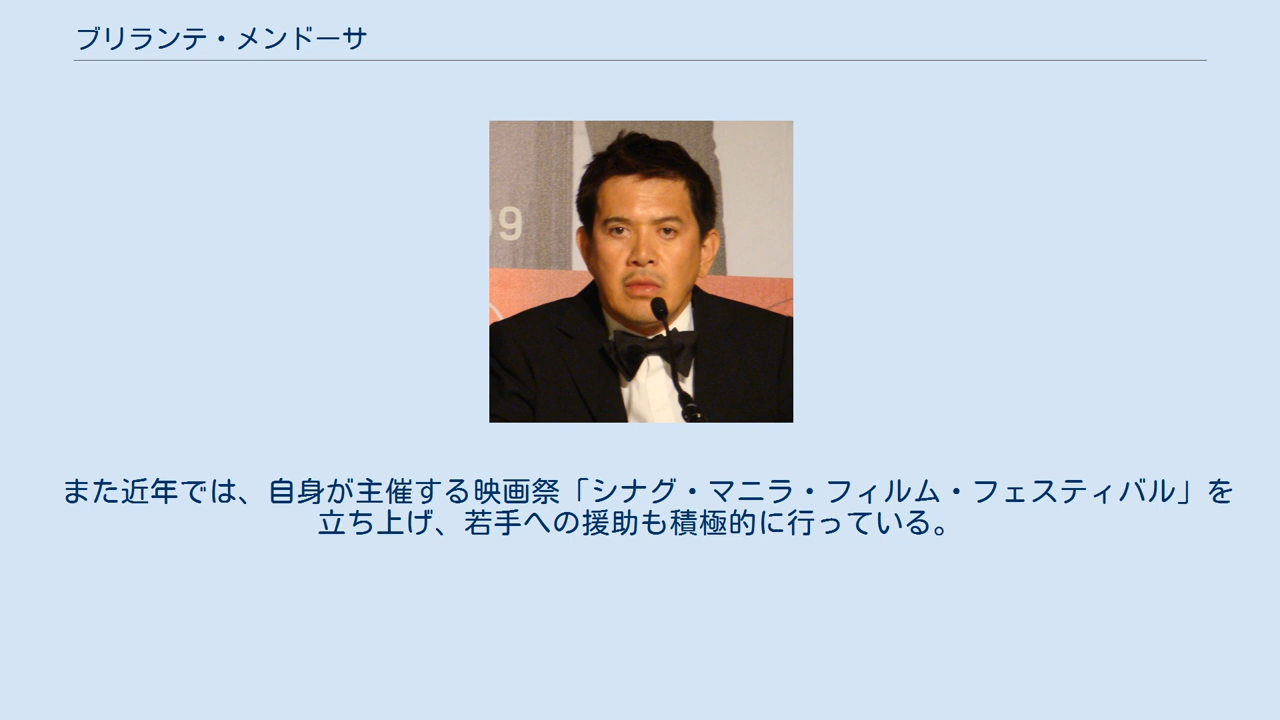 ブリランテ・メンドーサ
09
また近年では、自身が主催する映画祭「シナグ・マニラ・フィルム・フェスティバル」を
立ち上げ、若手への援助も積極的に行っている。